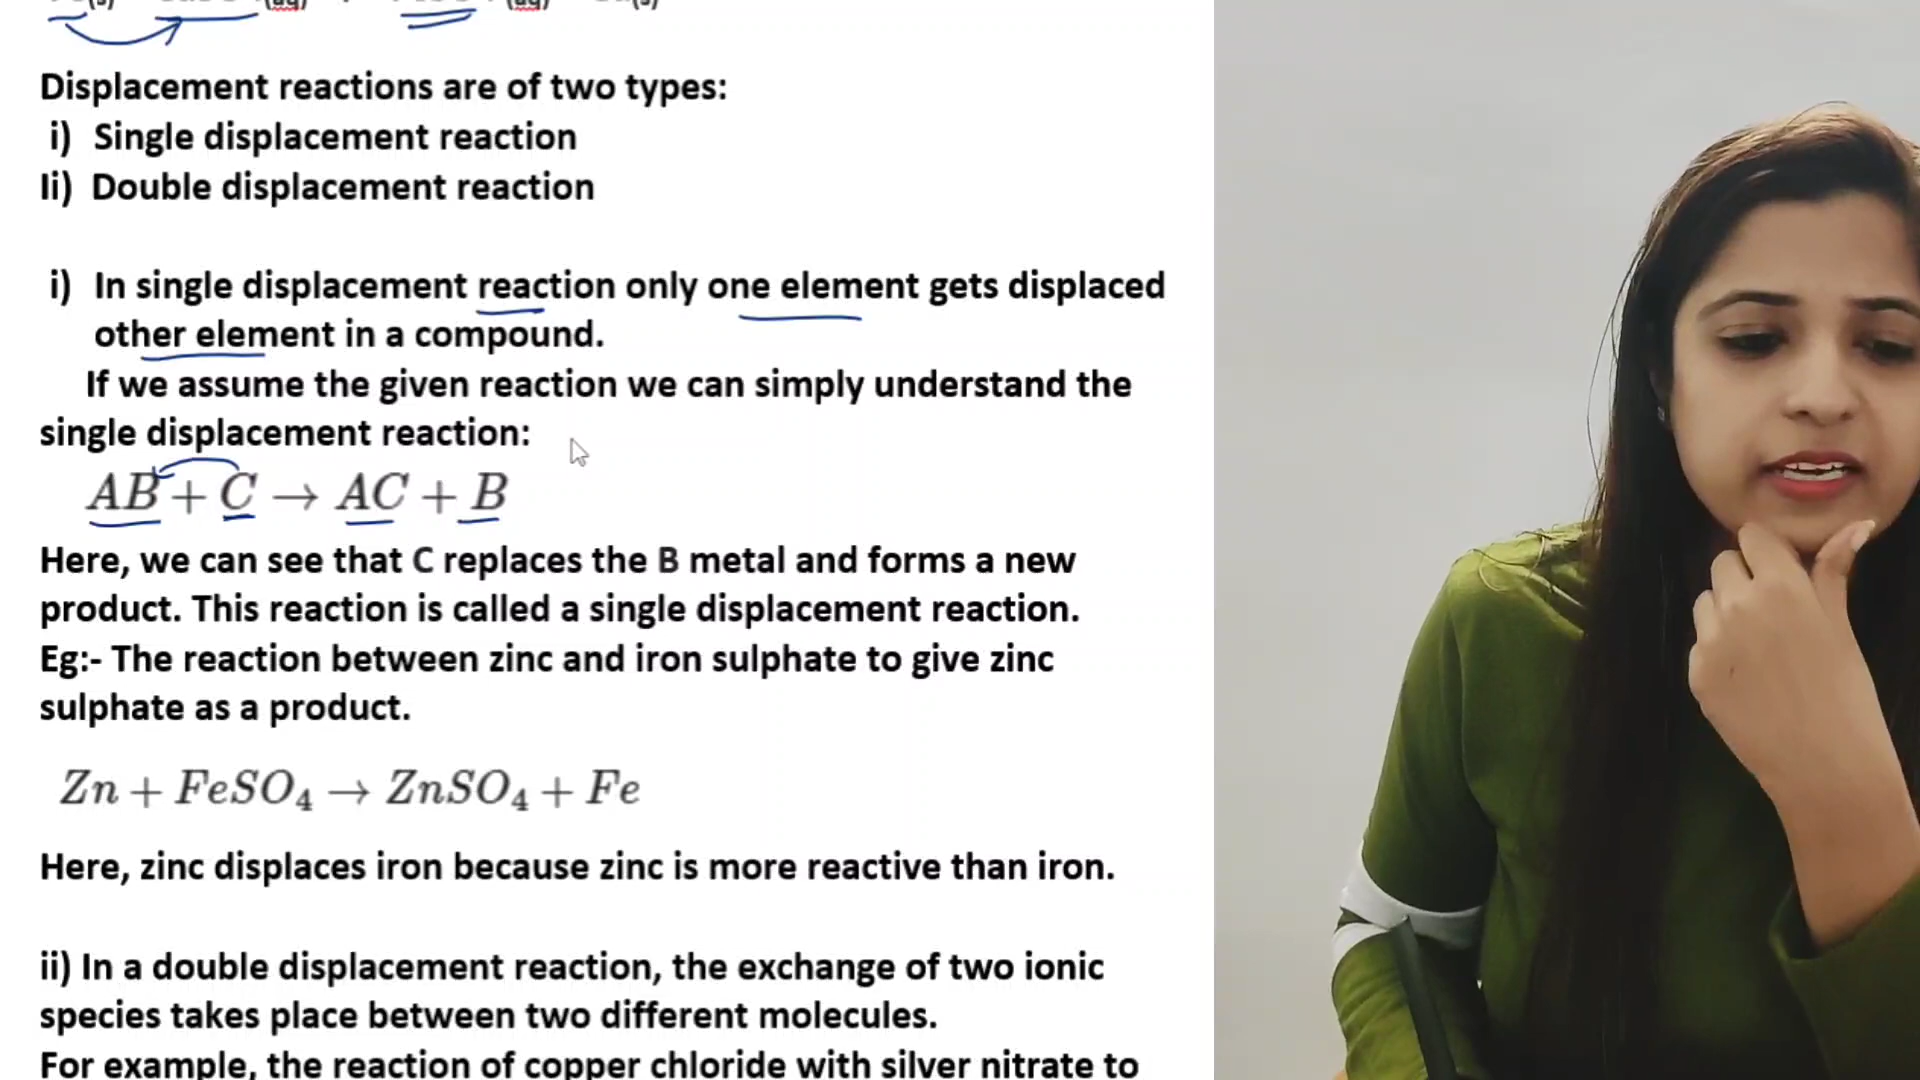 (s) (aq) (aq) (s)
Displacement reactions are of two types:
i) Single displacement reaction
Ii) Double displacement reaction
i) In single displacement reaction only one element gets displaced
other element in a compound.
If we assume the given reaction we can simply understand the
single displacement reaction:
AB + C → AC + B
Here, we can see that C replaces the B metal and forms a new
product. This reaction is called a single displacement reaction.
Eg:- The reaction between zinc and iron sulphate to give zinc
sulphate as a product.
Zn + FeSO₄ → ZnSO₄ + Fe
Here, zinc displaces iron because zinc is more reactive than iron.
ii) In a double displacement reaction, the exchange of two ionic
species takes place between two different molecules.
For example, the reaction of copper chloride with silver nitrate to